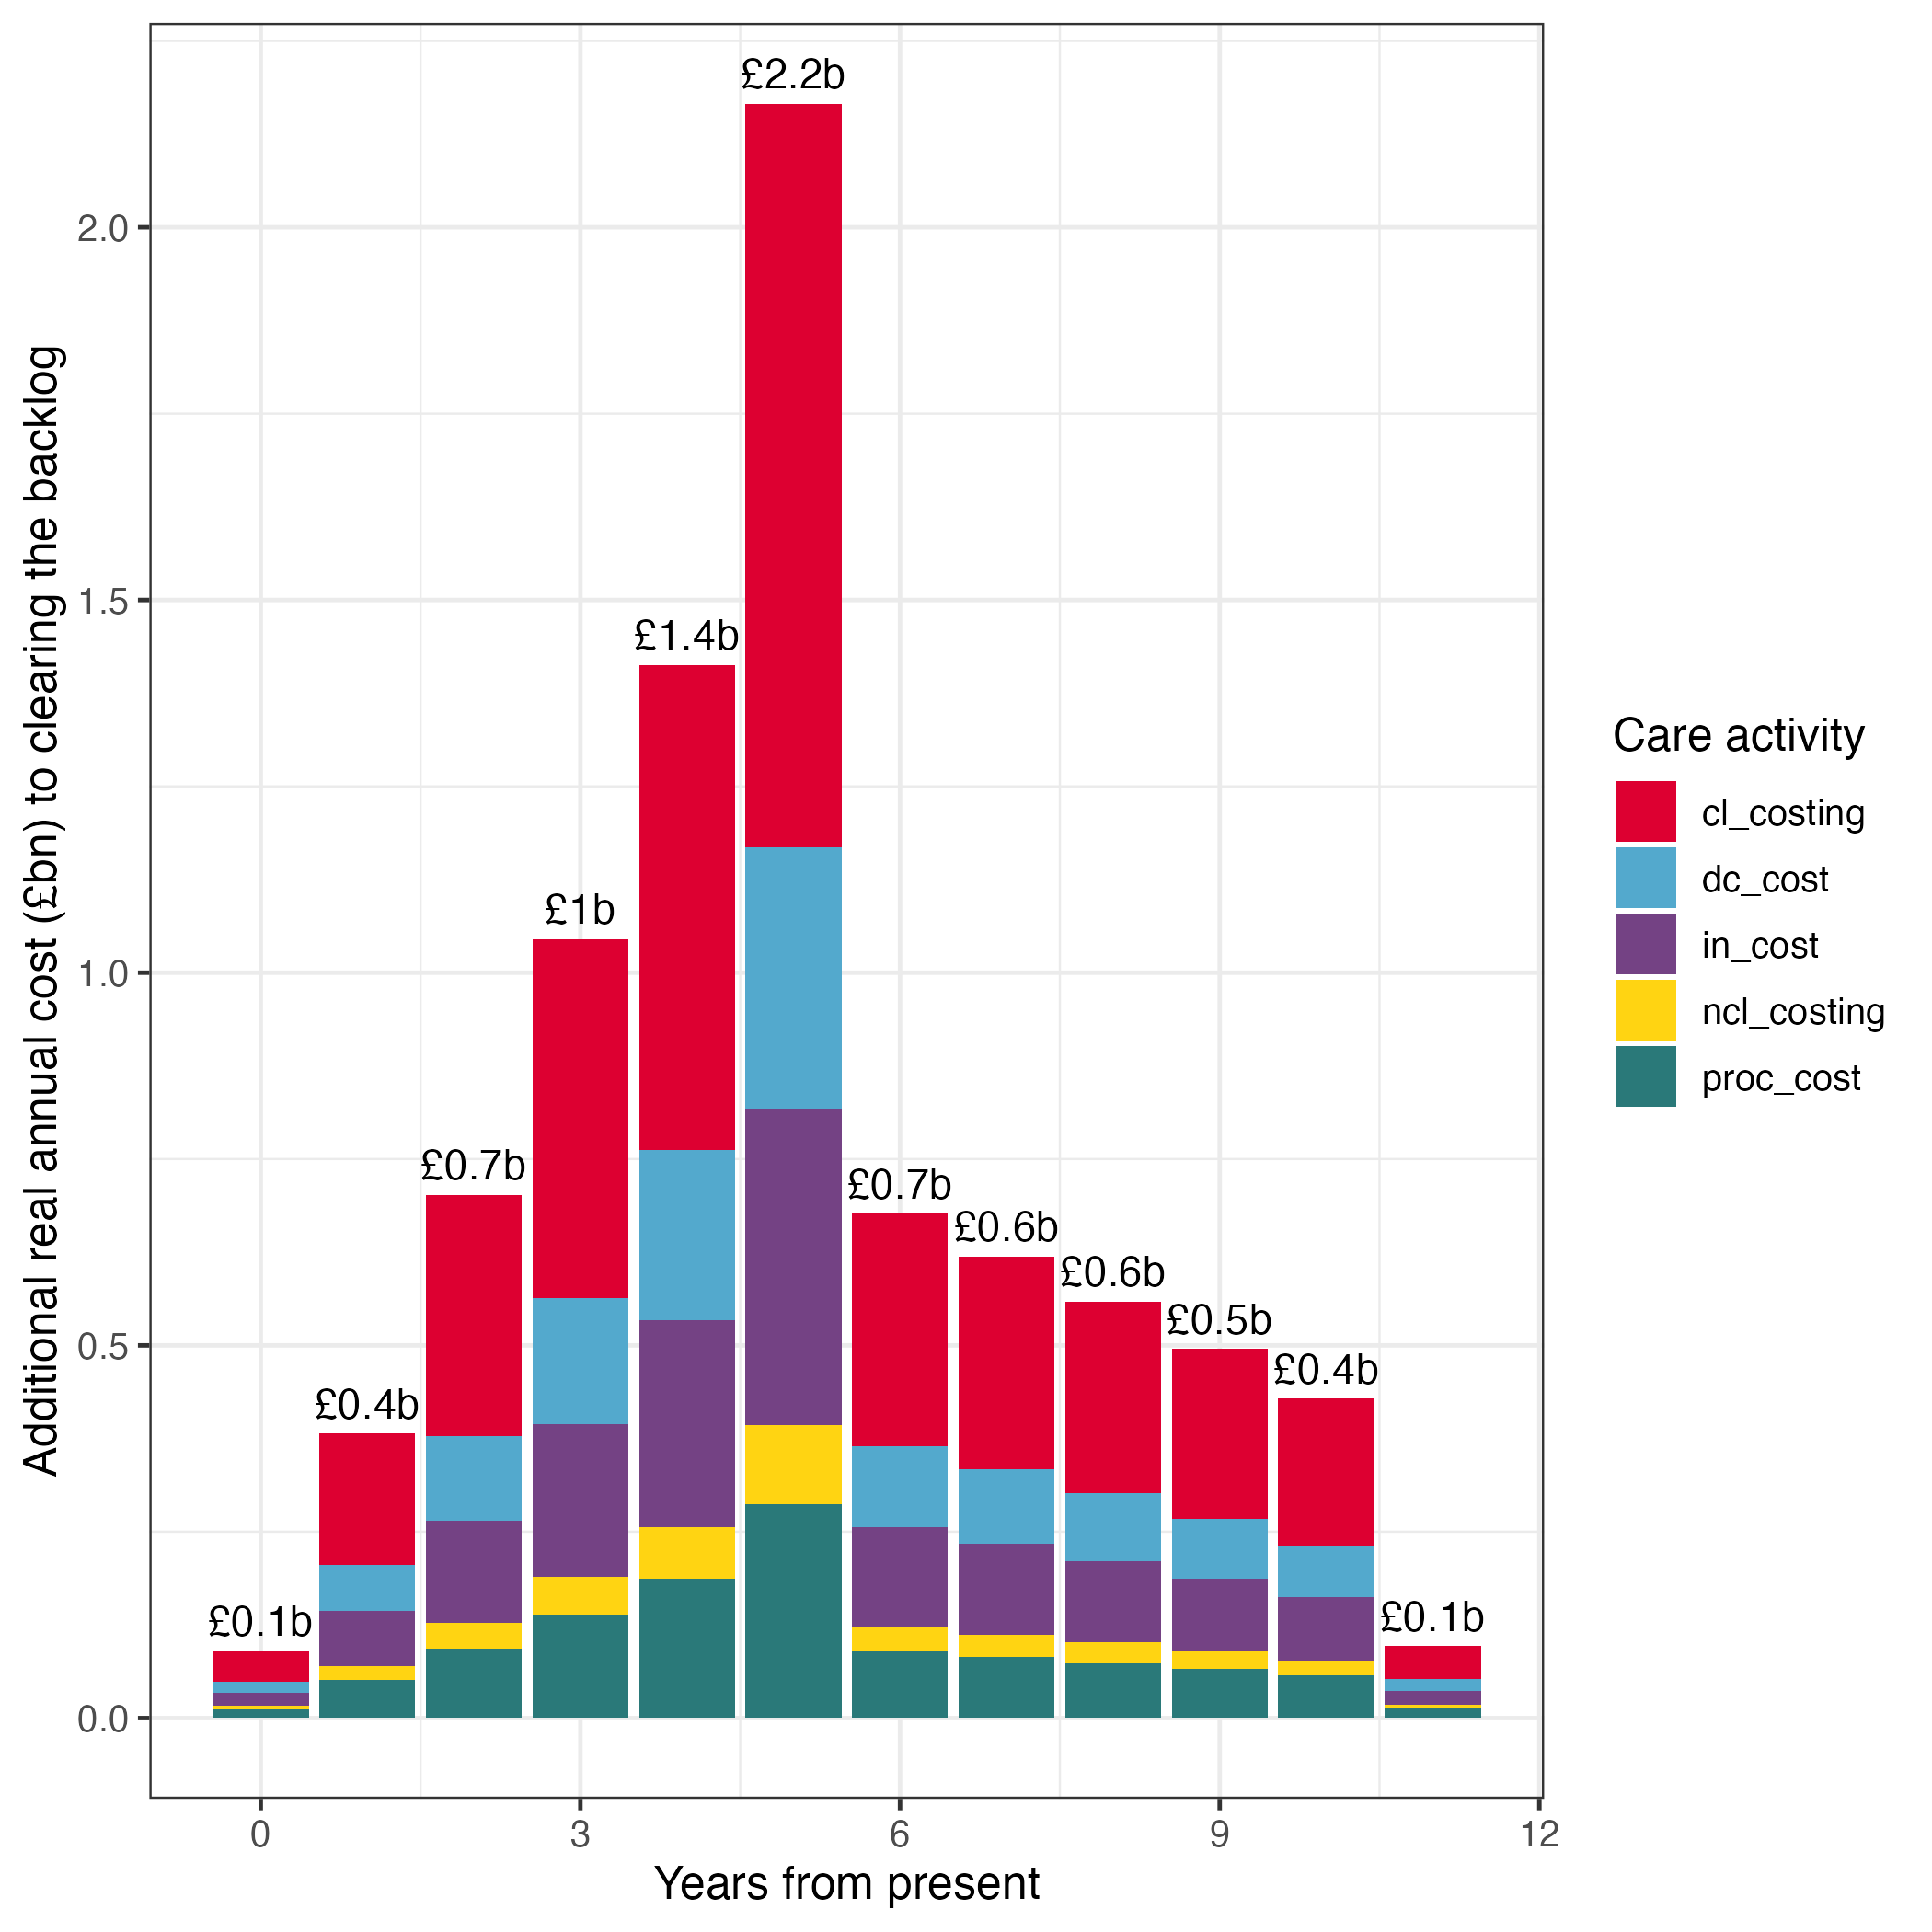 Additional real annual cost (£bn) to clearing the backlog
2.0
1.5
1.0
0.5
0.0
£0.1b
£0.4b
£0.7b
£1b
£1.4b
£2.2b
£0.7b
£0.6b
£0.6b
£0.5b
£0.4b
£0.1b
0
3
6
9
12
Years from present
Care activity
cl_costing
dc_cost
in_cost
ncl_costing
proc_cost